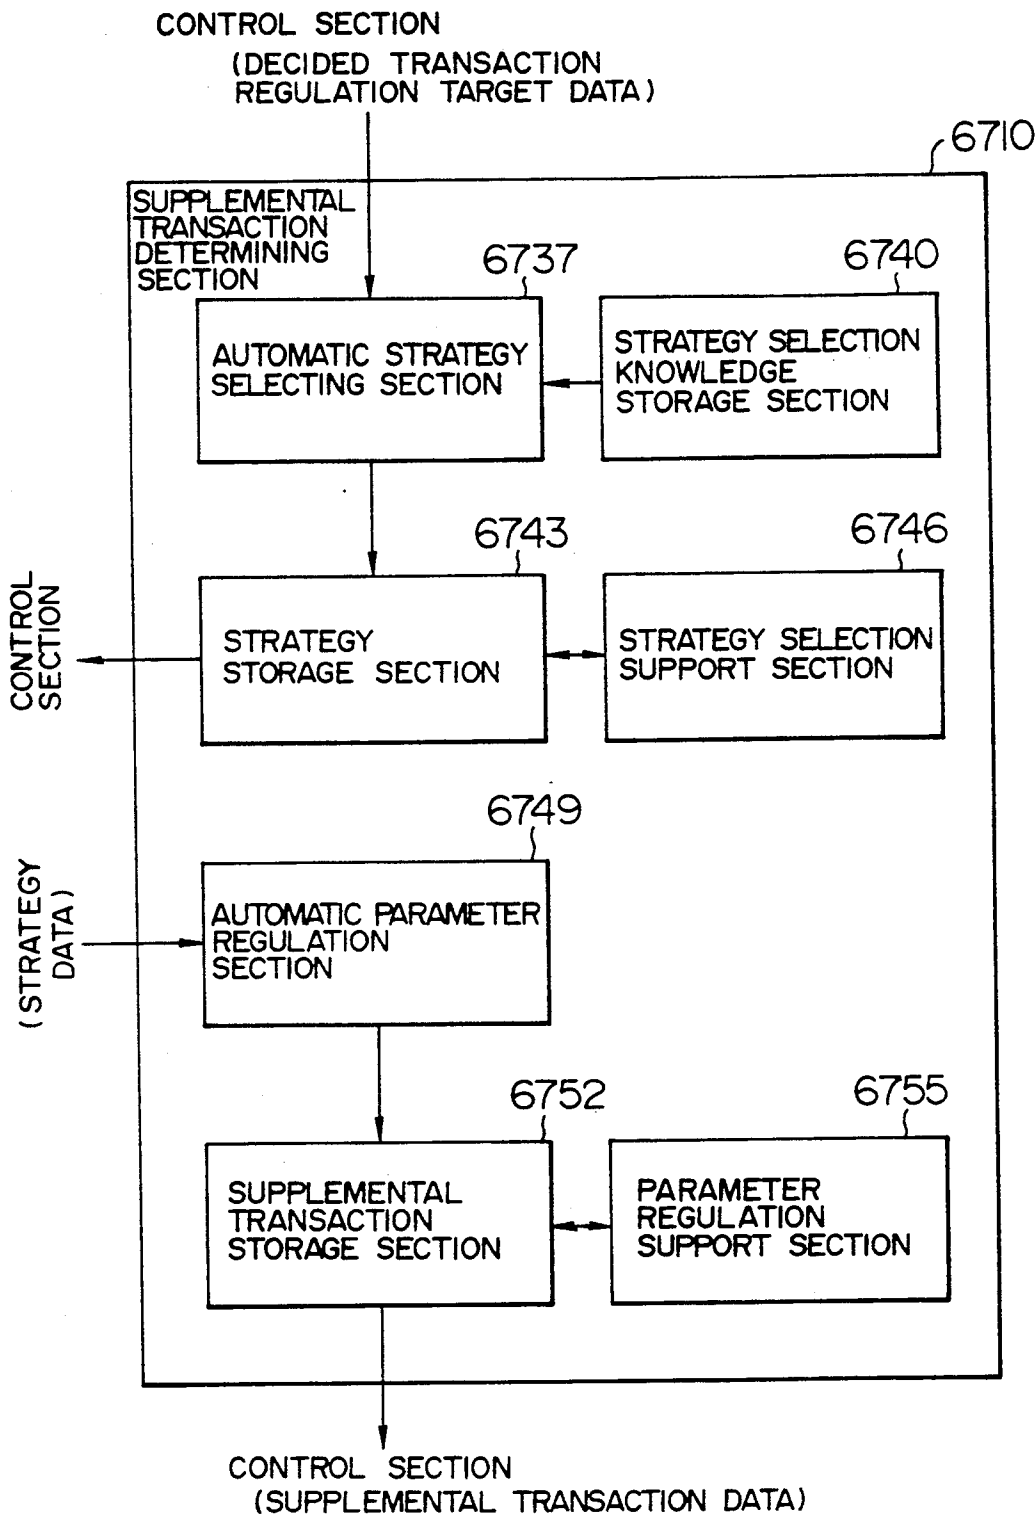 CONTROL SECTION
(DECIDED TRANSACTION
REGULATION TARGET DATA)
6710
SUPPLEMENTAL
TRANSACTION
DETERMINING
SECTION
6737
6740
AUTOMATIC STRATEGY
SELECTING SECTION
STRATEGY SELECTION
KNOWLEDGE
STORAGE SECTION
6743
6746
CONTROL
SECTION
STRATEGY
STORAGE SECTION
STRATEGY SELECTION
SUPPORT SECTION
6749
(STRATEGY
DATA)
AUTOMATIC PARAMETER
REGULATION
SECTION
6752
6755
SUPPLEMENTAL
TRANSACTION
STORAGE SECTION
PARAMETER
REGULATION
SUPPORT SECTION
CONTROL SECTION
(SUPPLEMENTAL TRANSACTION DATA)